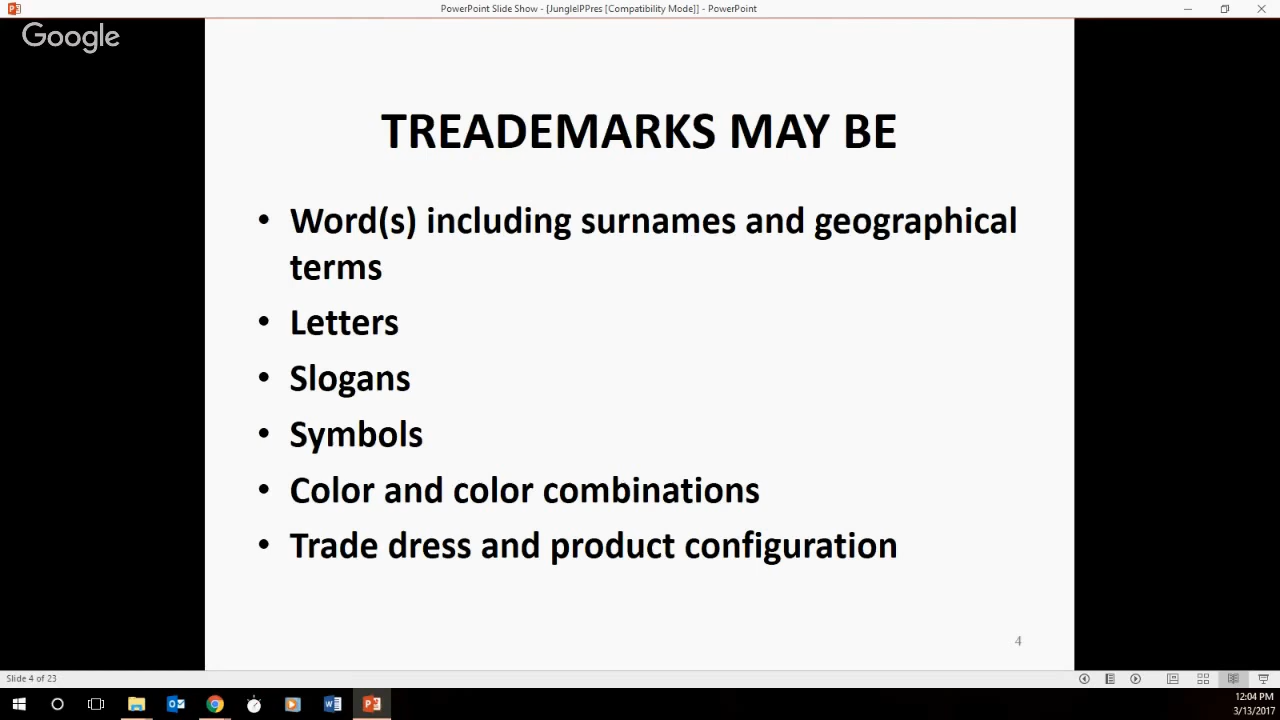 PowerPoint Slide Show - [JungleIPPres [Compatibility Mode]] - PowerPoint
Google
TREADEMARKS MAY BE
• Word(s) including surnames and geographical
terms
• Letters
• Slogans
• Symbols
• Color and color combinations
• Trade dress and product configuration
4
Slide 4 of 23
12:04 PM
3/13/2017